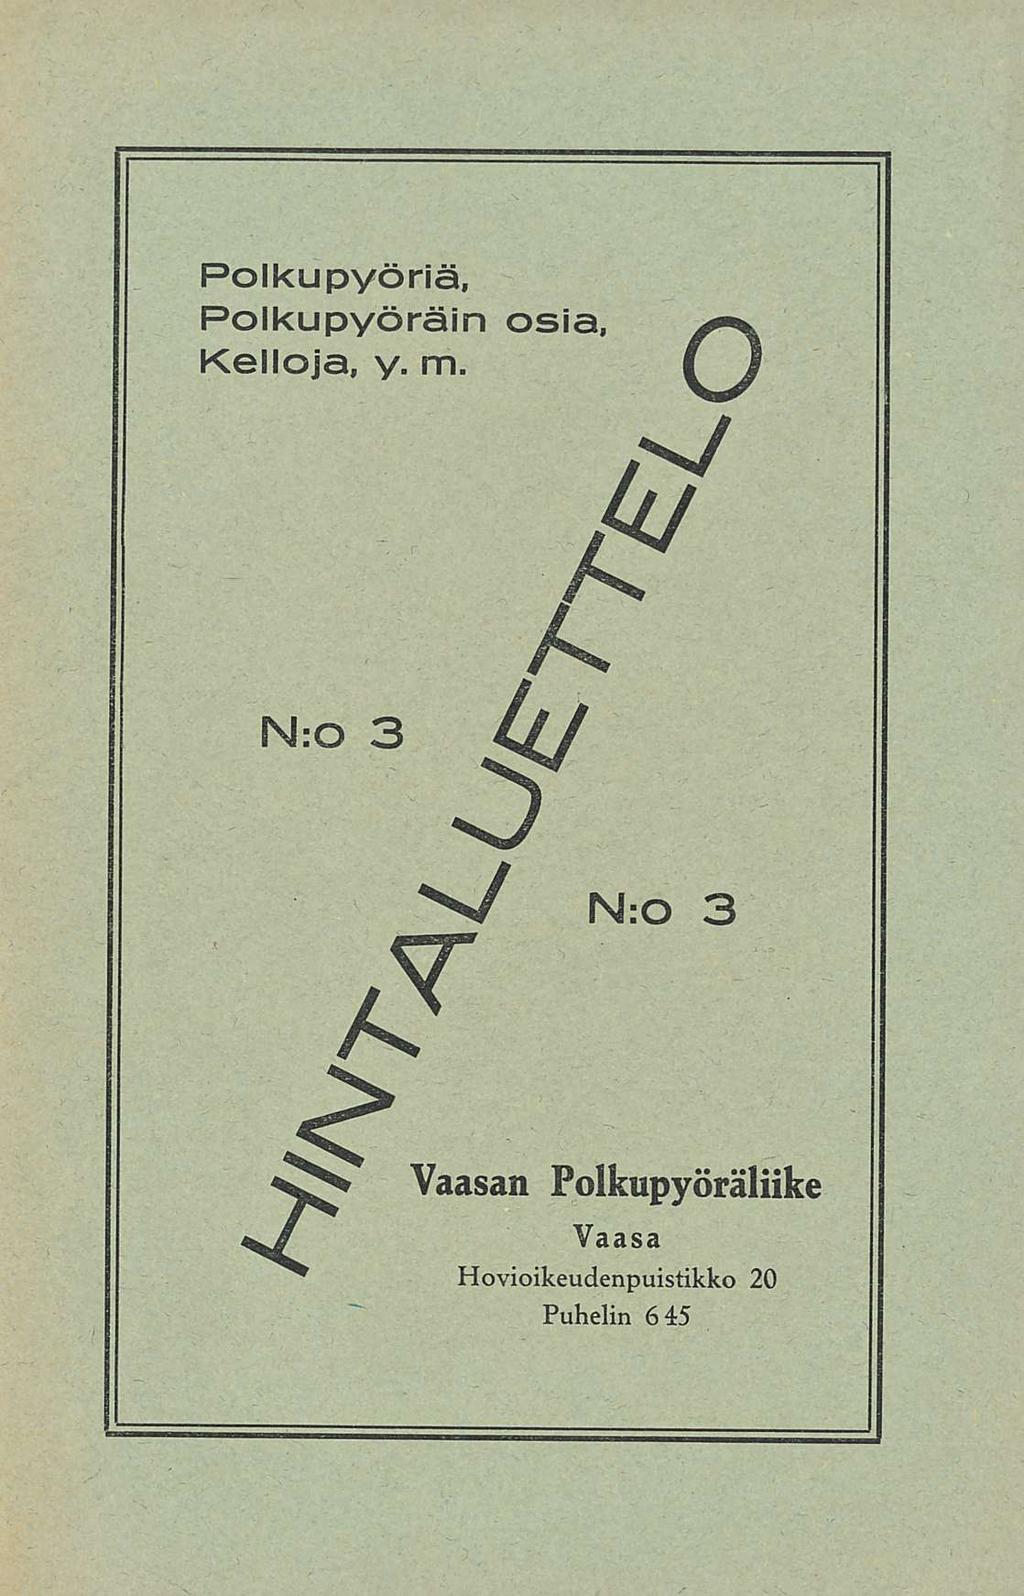 Polkupyöriä,
Polkupyöräin osia,
Kelloja, y. m.
HINTALUETTELO
N:o 3
N:o 3
Vaasan Polkupyöräliike
Vaasa
Hovioikeudenpuistikko 20
Puhelin 645